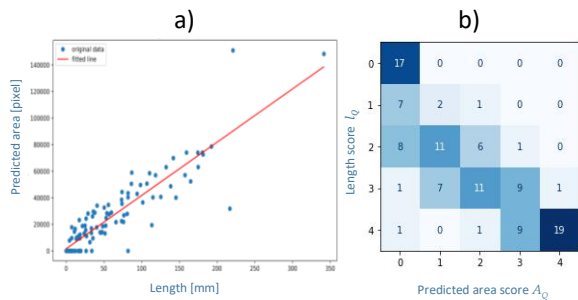 a)
original data
fitted line
Predicted area [pixel]
140000
120000
100000
80000
60000
40000
20000
0
0 50 100 150 200 250 300 350
Length [mm]
b)
Length score l_Q
0 17 0 0 0 0
1 7 2 1 0 0
2 8 11 6 1 0
3 1 7 11 9 1
4 1 0 1 9 19
0 1 2 3 4
Predicted area score A_Q